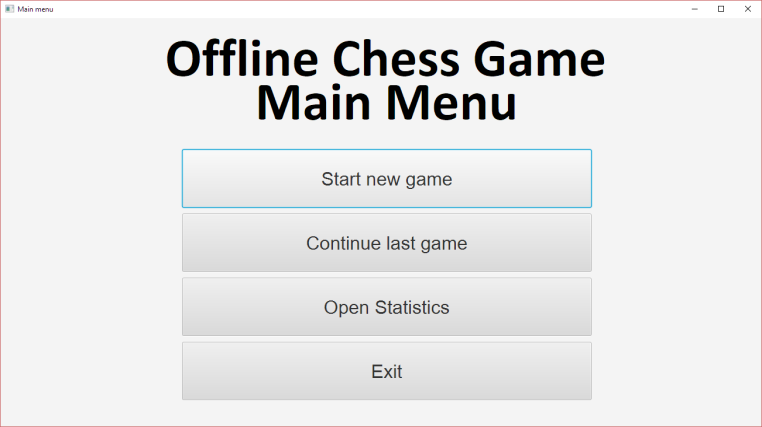 Main menu
Offline Chess Game
Main Menu
Start new game
Continue last game
Open Statistics
Exit